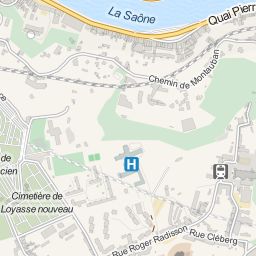 La Saône
Quai Pierr
Chemin de Montauban
de
cien
H
Cimetière de
Loyasse nouveau
Rue Roger Radisson
Rue Cléberg